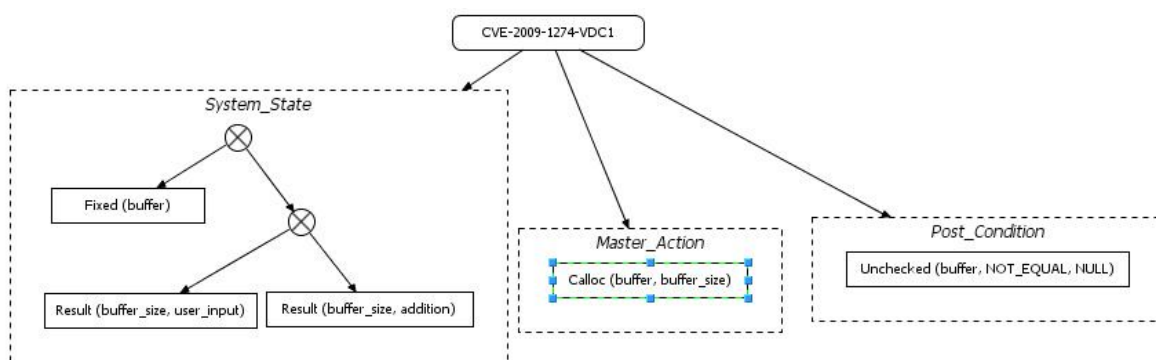 CVE-2009-1274-VDC1
System_State
Fixed (buffer)
Result (buffer_size, user_input)
Result (buffer_size, addition)
Master_Action
Calloc (buffer, buffer_size)
Post_Condition
Unchecked (buffer, NOT_EQUAL, NULL)